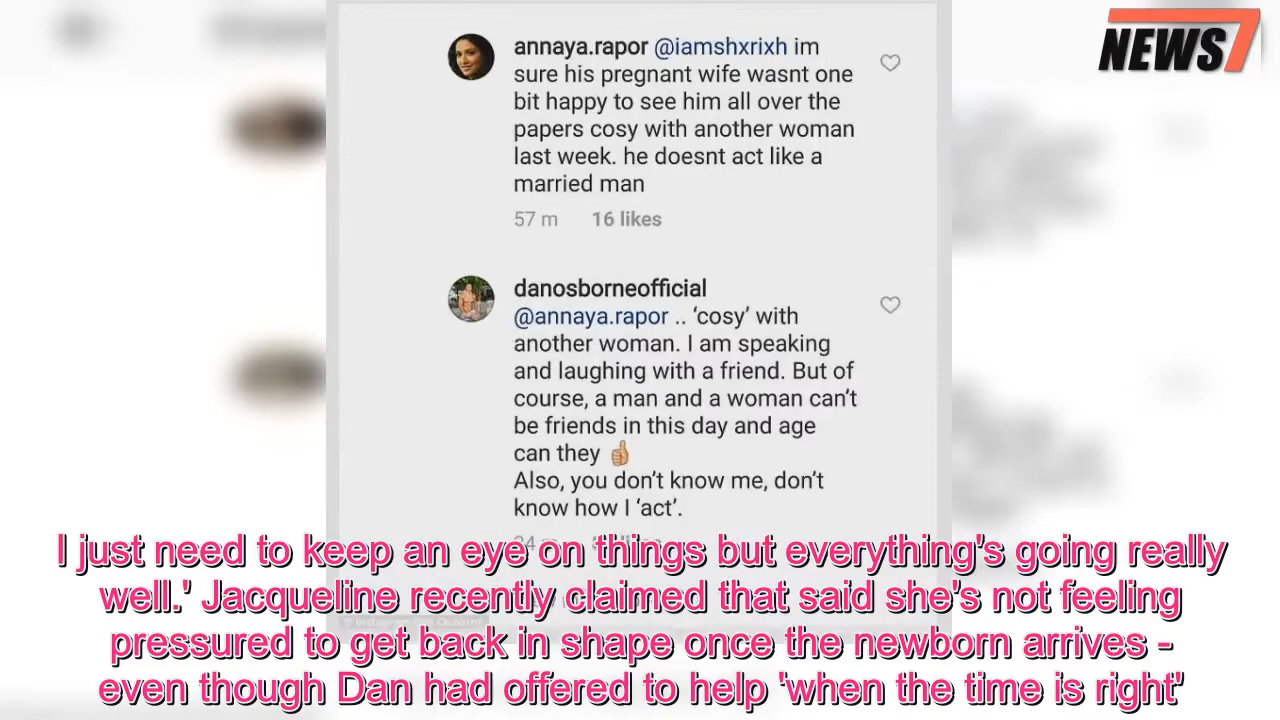 NEWS 7
annaya.rapor @iamshxrixh im
sure his pregnant wife wasnt one
bit happy to see him all over the
papers cosy with another woman
last week. he doesnt act like a
married man
57 m 16 likes
danosborneofficial
@annaya.rapor .. ‘cosy’ with
another woman. I am speaking
and laughing with a friend. But of
course, a man and a woman can’t
be friends in this day and age
can they 👍🏼
Also, you don’t know me, don’t
know how I ‘act’.
I just need to keep an eye on things but everything's going really
well.' Jacqueline recently claimed that said she's not feeling
pressured to get back in shape once the newborn arrives -
even though Dan had offered to help 'when the time is right'